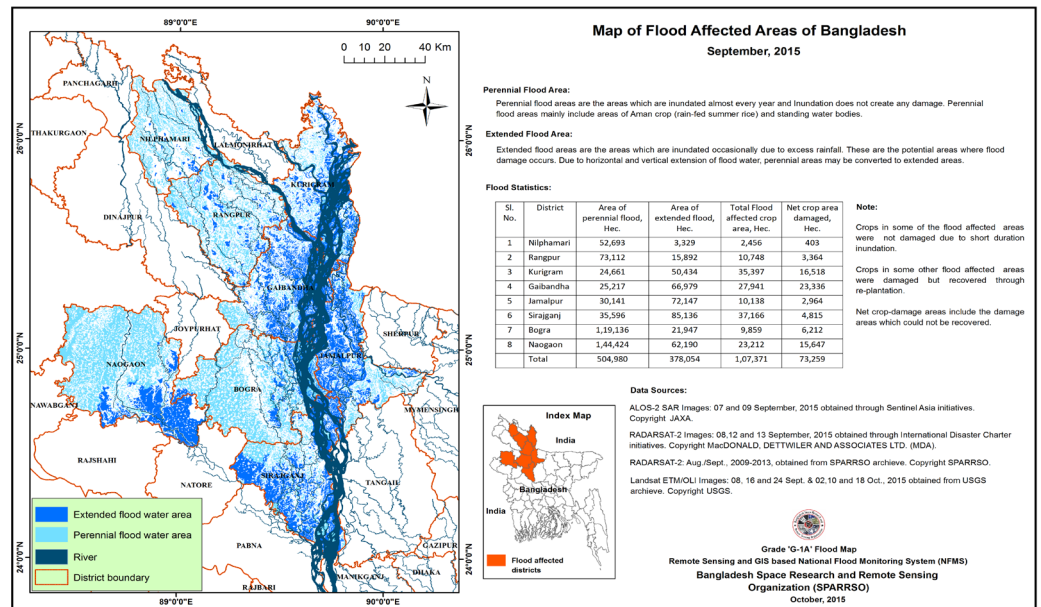 89°0'0"E
90°0'0"E
0 10 20 40 Km
N
PANCHAGARH
THAKURGAON
26°0'0"N
26°0'0"N
NILPHAMARI
LALMONIRHAT
KURIGRAM
RANGPUR
DINAJPUR
GAIBANDHA
JOYPURHAT
SHERPUR
25°0'0"N
25°0'0"N
JAMALPUR
NAOGAON
BOGRA
NAWABGANJ
MYMENSINGH
RAJSHAHI
SIRAJGANJ
TANGAIL
NATORE
PABNA
GAZIPUR
24°0'0"N
24°0'0"N
DHAKA
MANIKGANJ
RAJBARI
Extended flood water area
Perennial flood water area
River
District boundary
89°0'0"E
90°0'0"E
Map of Flood Affected Areas of Bangladesh
September, 2015
Perennial Flood Area:
Perennial flood areas are the areas which are inundated almost every year and Inundation does not create any damage. Perennial
flood areas mainly include areas of Aman crop (rain-fed summer rice) and standing water bodies.
Extended Flood Area:
Extended flood areas are the areas which are inundated occasionally due to excess rainfall. These are the potential areas where flood
damage occurs. Due to horizontal and vertical extension of flood water, perennial areas may be converted to extended areas.
Flood Statistics:
Sl. No. District Area of perennial flood, Hec. Area of extended flood, Hec. Total Flood affected crop area, Hec. Net crop area damaged, Hec.
1 Nilphamari 52,693 3,329 2,456 403
2 Rangpur 73,112 15,892 10,748 3,364
3 Kurigram 24,661 50,434 35,397 16,518
4 Gaibandha 25,217 66,979 27,941 23,336
5 Jamalpur 30,141 72,147 10,138 2,964
6 Sirajganj 35,596 85,136 37,166 4,815
7 Bogra 1,19,136 21,947 9,859 6,212
8 Naogaon 1,44,424 62,190 23,212 15,647
Total 504,980 378,054 1,07,371 73,259
Note:
Crops in some of the flood affected areas
were not damaged due to short duration
inundation.
Crops in some other flood affected areas
were damaged but recovered through
re-plantation.
Net crop-damage areas include the damage
areas which could not be recovered.
Index Map
India
Bangladesh
India
Flood affected
districts
Data Sources:
ALOS-2 SAR Images: 07 and 09 September, 2015 obtained through Sentinel Asia initiatives.
Copyright JAXA.
RADARSAT-2 Images: 08,12 and 13 September, 2015 obtained through International Disaster Charter
initiatives. Copyright MacDONALD, DETTWILER AND ASSOCIATES LTD. (MDA).
RADARSAT-2: Aug./Sept., 2009-2013, obtained from SPARRSO archieve. Copyright SPARRSO.
Landsat ETM/OLI Images: 08, 16 and 24 Sept. & 02,10 and 18 Oct., 2015 obtained from USGS
archieve. Copyright USGS.
Grade 'G-1A' Flood Map
Remote Sensing and GIS based National Flood Monitoring System (NFMS)
Bangladesh Space Research and Remote Sensing
Organization (SPARRSO)
October, 2015